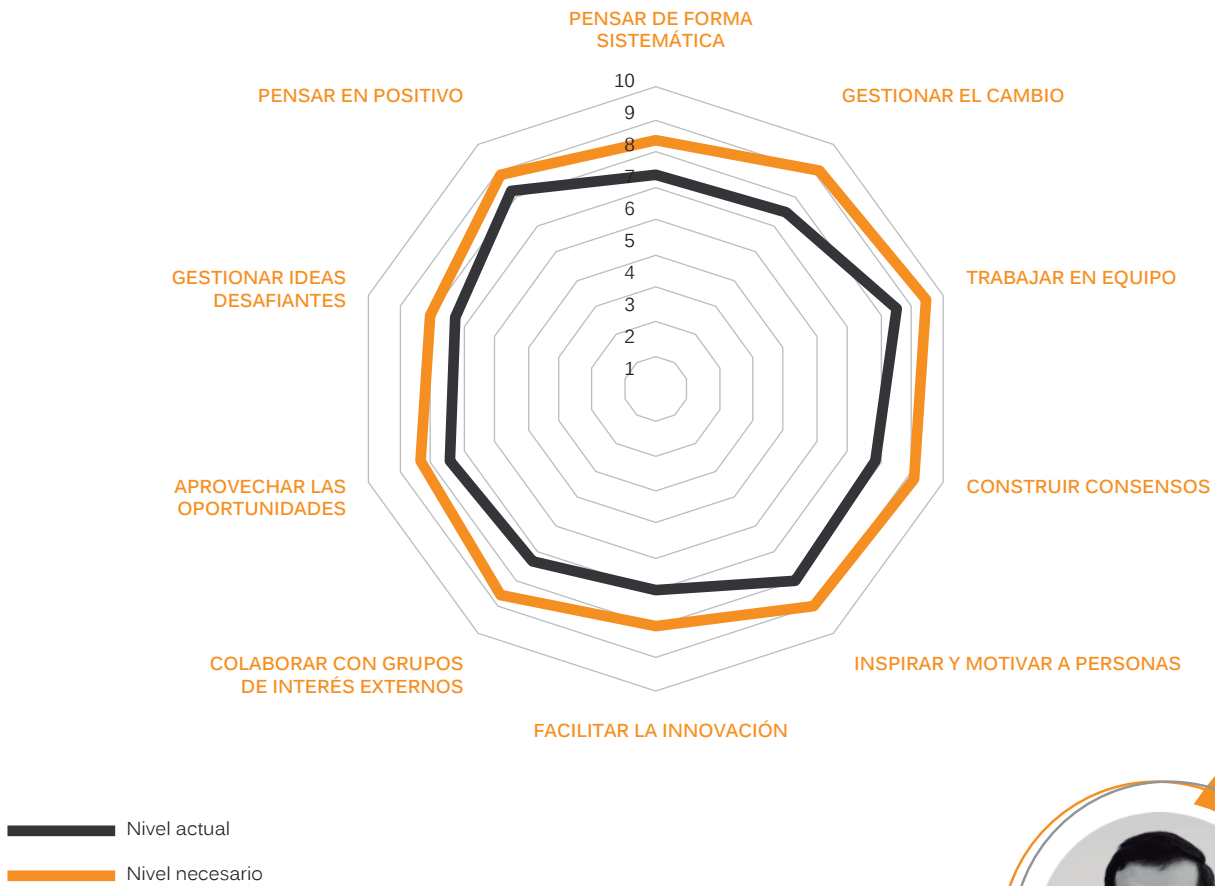 PENSAR DE FORMA
SISTEMÁTICA
PENSAR EN POSITIVO
GESTIONAR EL CAMBIO
10
9
8
7
6
5
4
3
2
1
GESTIONAR IDEAS
DESAFIANTES
TRABAJAR EN EQUIPO
APROVECHAR LAS
OPORTUNIDADES
CONSTRUIR CONSENSOS
COLABORAR CON GRUPOS
DE INTERÉS EXTERNOS
INSPIRAR Y MOTIVAR A PERSONAS
FACILITAR LA INNOVACIÓN
Nivel actual
Nivel necesario